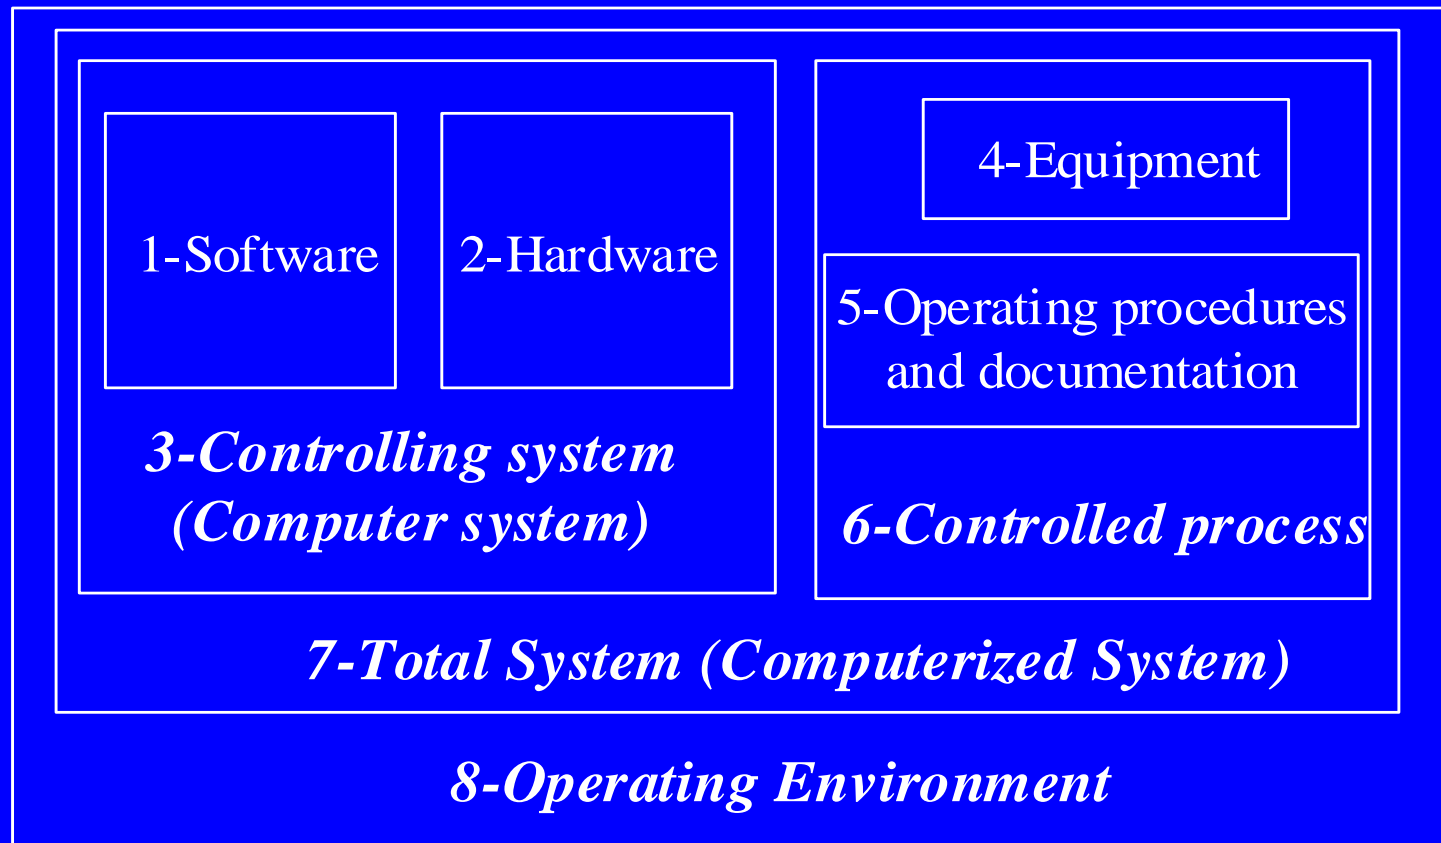 1-Software
2-Hardware
3-Controlling system
(Computer system)
4-Equipment
5-Operating procedures
and documentation
6-Controlled process
7-Total System (Computerized System)
8-Operating Environment